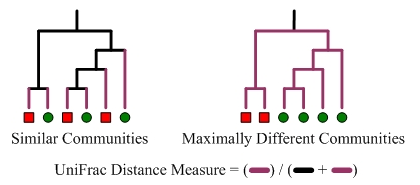 Similar Communities
Maximally Different Communities
UniFrac Distance Measure = ( ) / ( + )